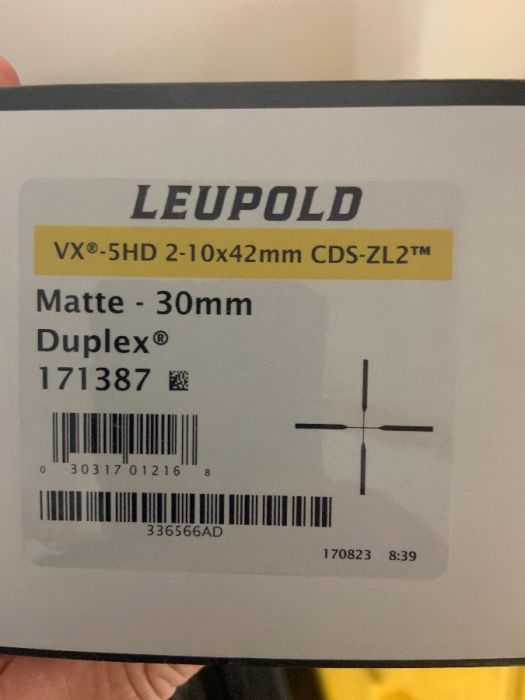 LEUPOLD
VX®-5HD 2-10x42mm CDS-ZL2™
Matte - 30mm
Duplex®
171387
0 30317 01216 8
336566AD
170823 8:39